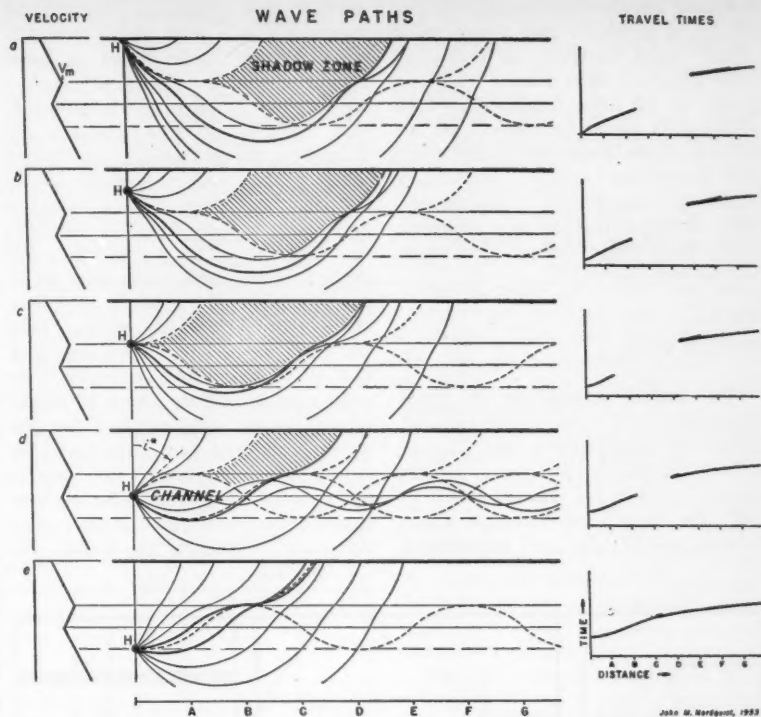 VELOCITY WAVE PATHS TRAVEL TIMES
a
Vm
H
SHADOW ZONE
b
H
c
H
d
i*
H
CHANNEL
e
H
TIME →
A B C D E F G
DISTANCE →
A B C D E F G
John M. Nordquist, 1953